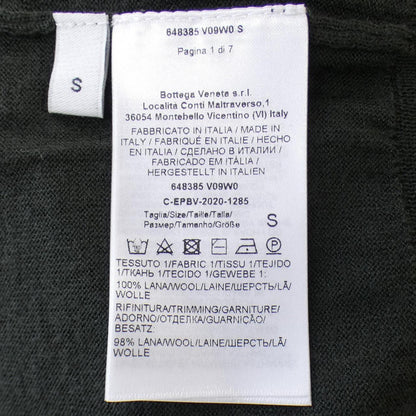 S
648385 V09W0 S
Pagina 1 di 7
Bottega Veneta s.r.l.
Località Conti Maltraverso,1
36054 Montebello Vicentino (VI) Italy
FABBRICATO IN ITALIA / MADE IN
ITALY / FABRIQUÉ EN ITALIE / HECHO
EN ITALIA / СДЕЛАНО В ИТАЛИИ /
FABRICADO EM ITÁLIA /
HERGESTELLT IN ITALIEN
648385 V09W0
C-EPBV-2020-1285
Taglia/Size/Taille/Talla/
Размер/Tamanho/Größe
S
TESSUTO 1/FABRIC 1/TISSU 1/TEJIDO
1/ТКАНЬ 1/TECIDO 1/GEWEBE 1:
100% LANA/WOOL/LAINE/ШЕРСТЬ/LÃ/
WOLLE
RIFINITURA/TRIMMING/GARNITURE/
ADORNO/ОТДЕЛКА/GUARNIÇÃO/
BESATZ:
98% LANA/WOOL/LAINE/ШЕРСТЬ/LÃ/
WOLLE